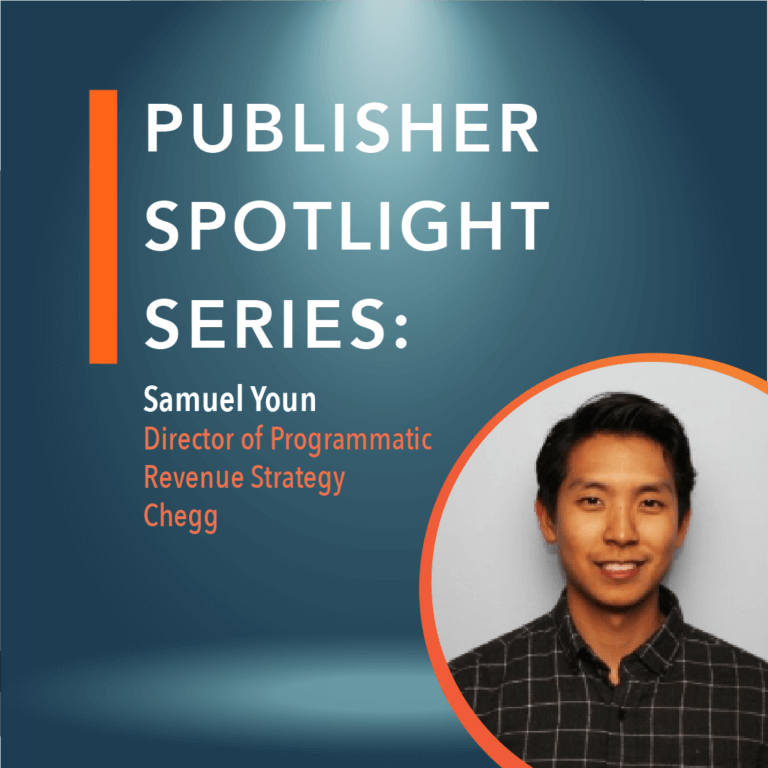 PUBLISHER
SPOTLIGHT
SERIES:
Samuel Youn
Director of Programmatic
Revenue Strategy
Chegg